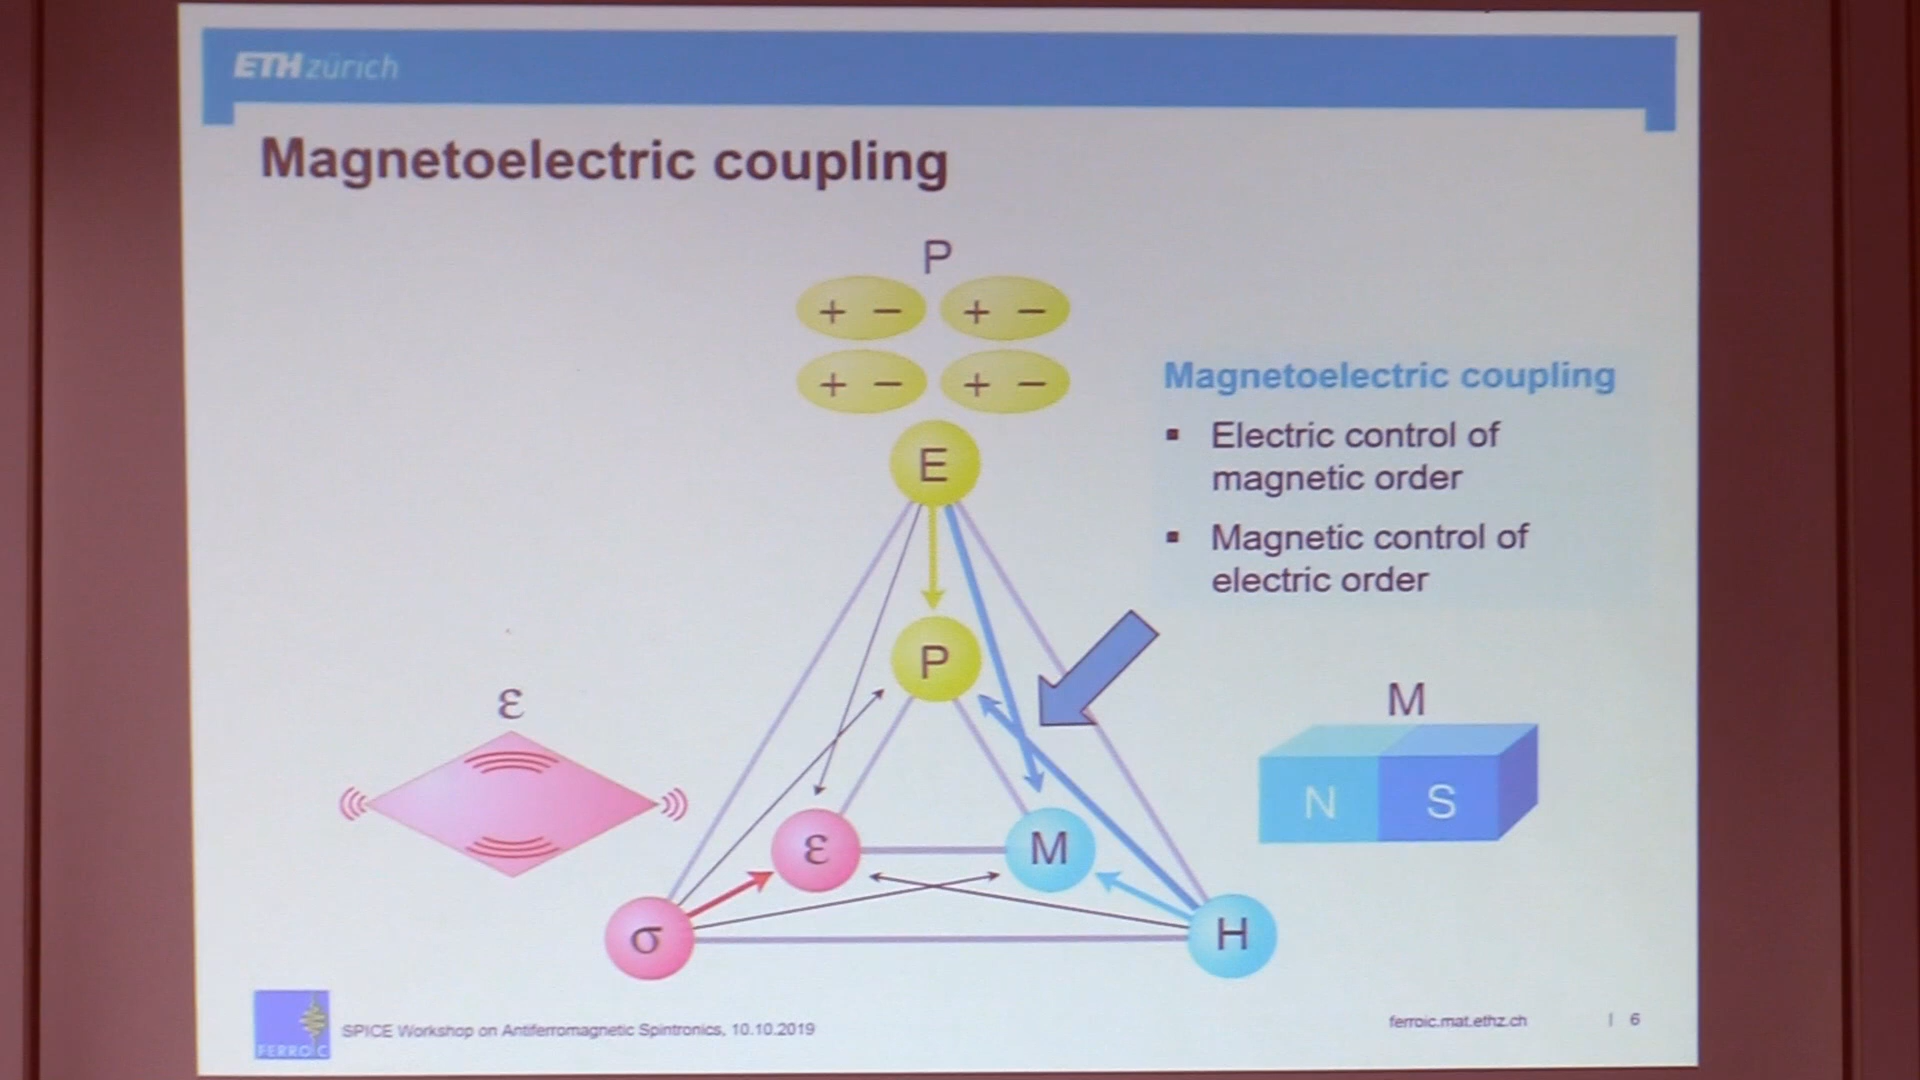 ETH zürich
Magnetoelectric coupling
P
+ − + −
+ − + −
E
Magnetoelectric coupling
▪ Electric control of
magnetic order
▪ Magnetic control of
electric order
P
ε
M
N S
ε
M
σ
H
FERROIC
SPICE Workshop on Antiferromagnetic Spintronics, 10.10.2019
ferroic.mat.ethz.ch
| 6